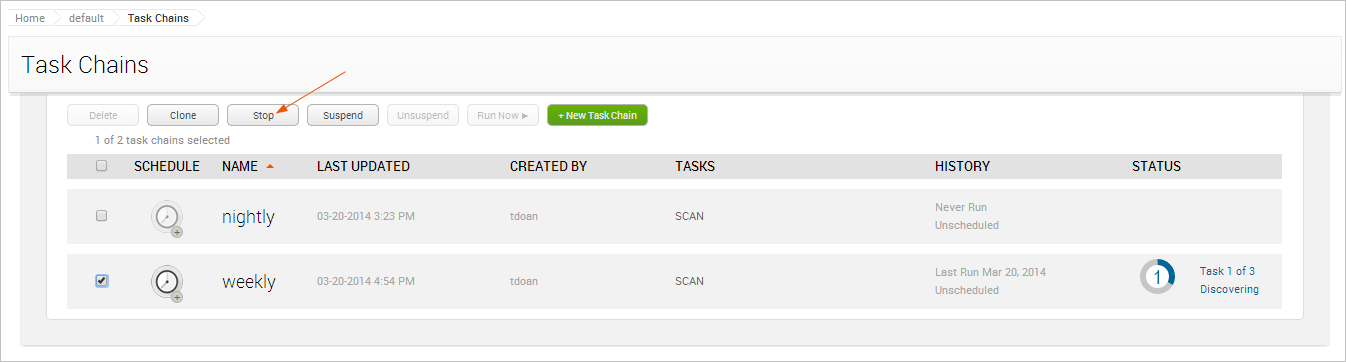 Home default Task Chains
Task Chains
Delete Clone Stop Suspend Unsuspend Run Now ▶ + New Task Chain
1 of 2 task chains selected
SCHEDULE NAME LAST UPDATED CREATED BY TASKS HISTORY STATUS
nightly 03-20-2014 3:23 PM tdoan SCAN Never Run
Unscheduled
weekly 03-20-2014 4:54 PM tdoan SCAN Last Run Mar 20, 2014 1 Task 1 of 3
Unscheduled Discovering